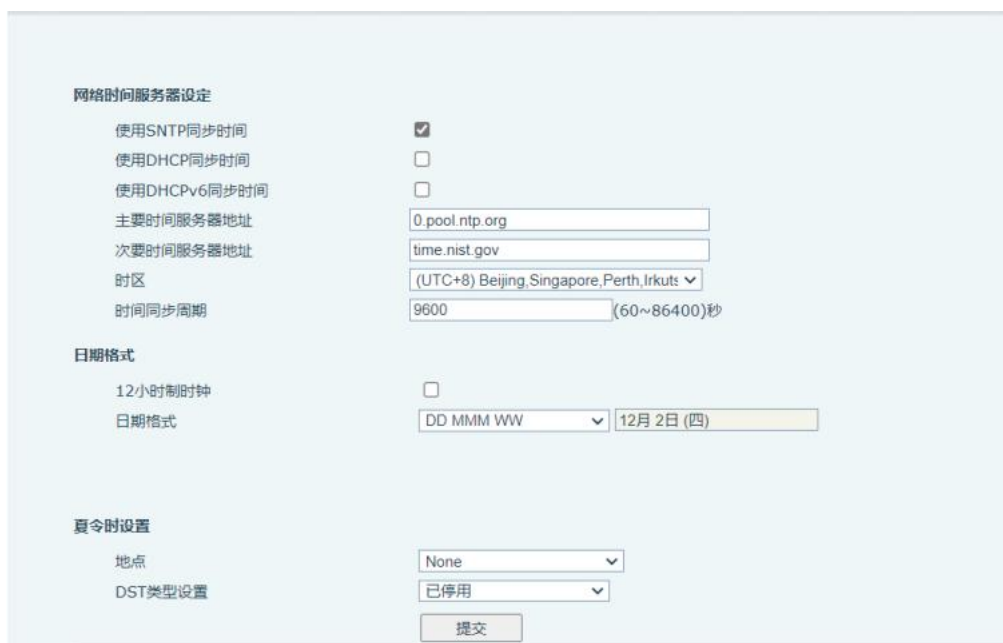 网络时间服务器设定
使用SNTP同步时间
使用DHCP同步时间
使用DHCPv6同步时间
主要时间服务器地址 0.pool.ntp.org
次要时间服务器地址 time.nist.gov
时区 (UTC+8) Beijing,Singapore,Perth,Irkuts
时间同步周期 9600 (60~86400)秒
日期格式
12小时制时钟
日期格式 DD MMM WW 12月 2日 (四)
夏令时设置
地点 None
DST类型设置 已停用
提交